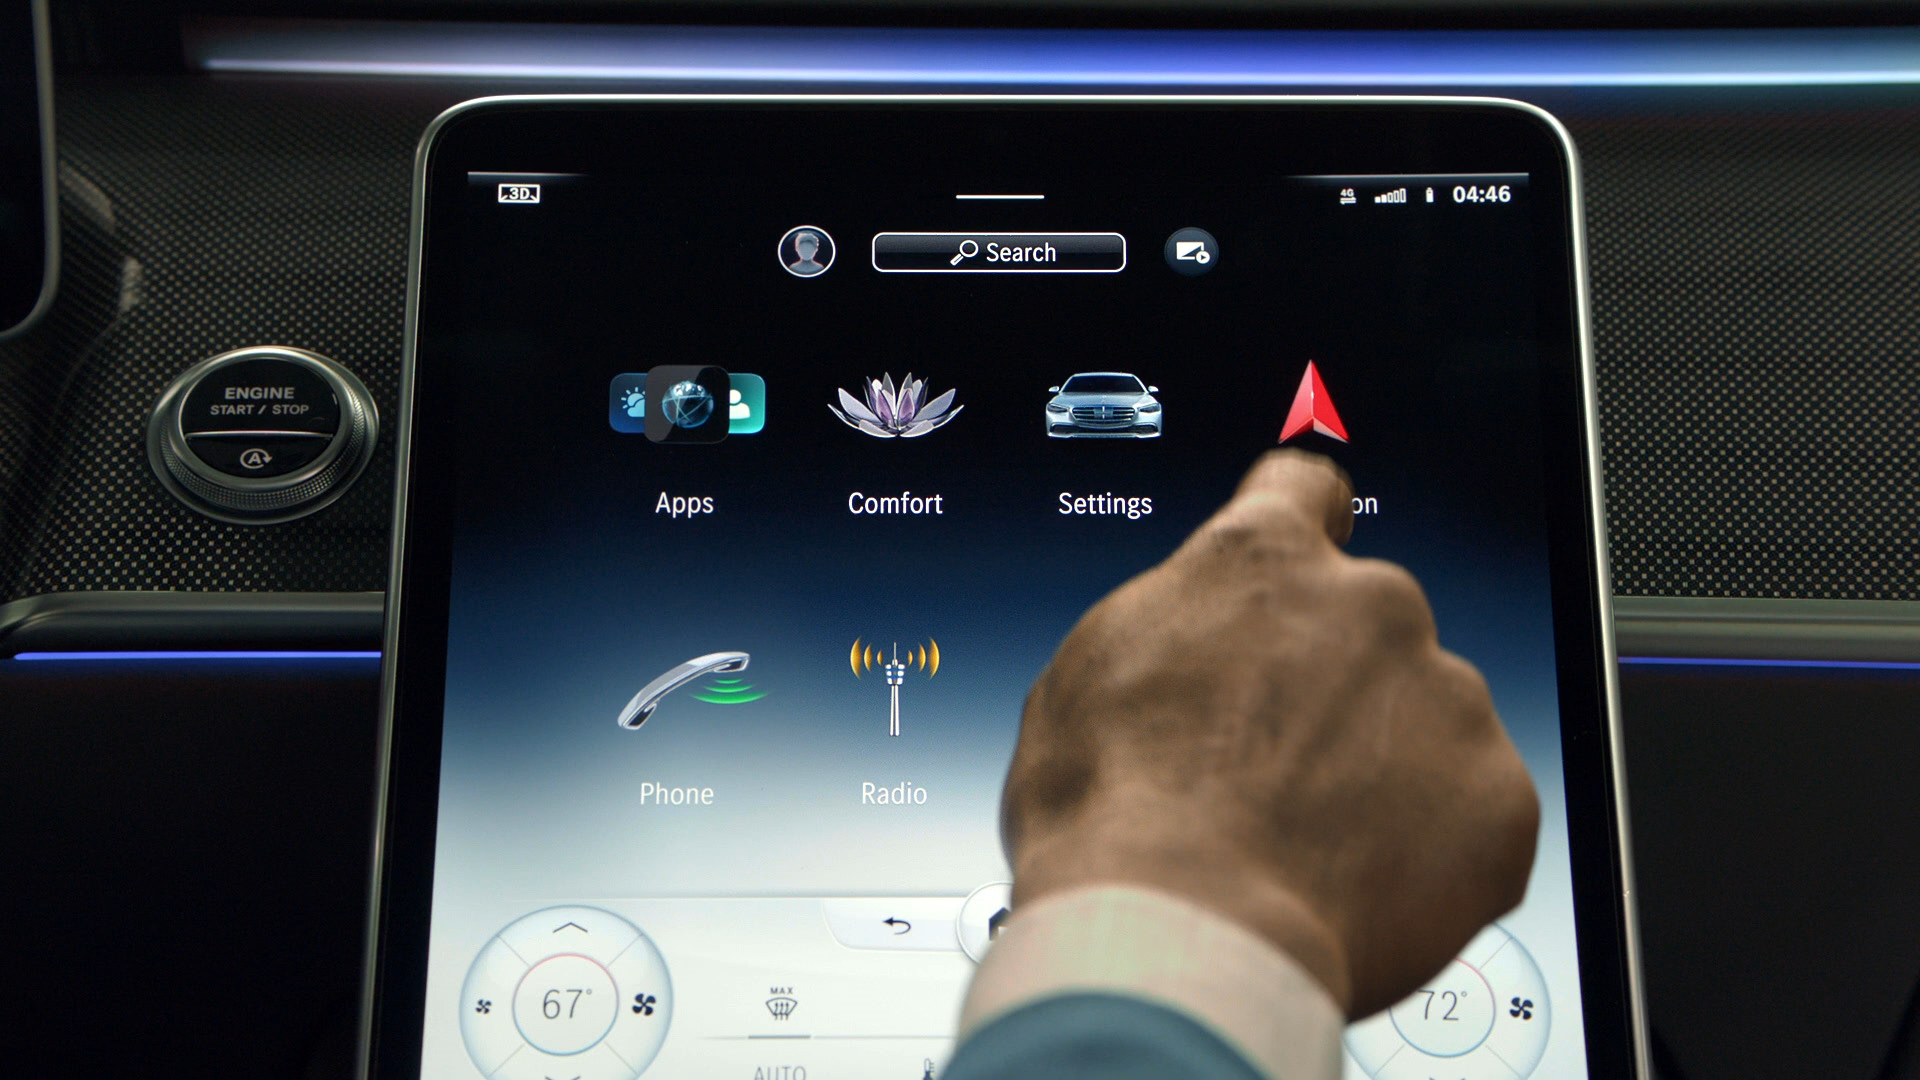 3D
4G
04:46
Search
ENGINE
START / STOP
A
Apps
Comfort
Settings
on
Phone
Radio
67°
MAX
72°
AUTO